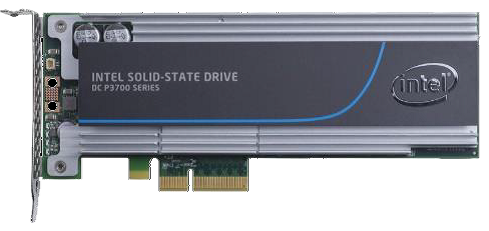 INTEL SOLID-STATE DRIVE
DC P3700 SERIES
intel